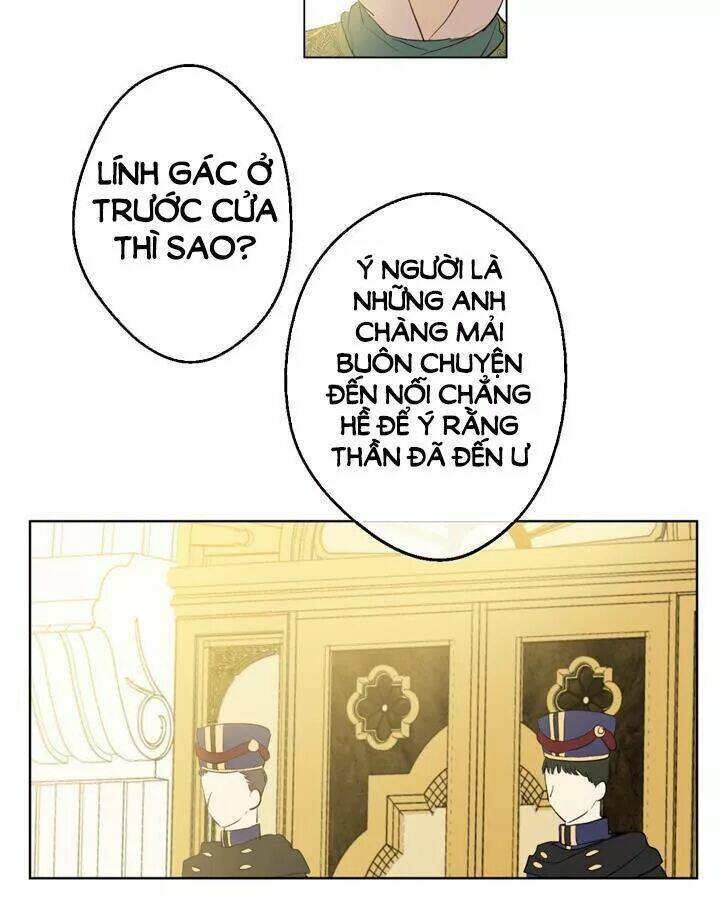 LÍNH GÁC Ở
TRƯỚC CỬA
THÌ SAO?
Ý NGƯỜI LÀ
NHỮNG ANH
CHÀNG MẢI
BUÔN CHUYỆN
ĐẾN NỖI CHẲNG
HỀ ĐỂ Ý RẰNG
THẦN ĐÃ ĐẾN Ư